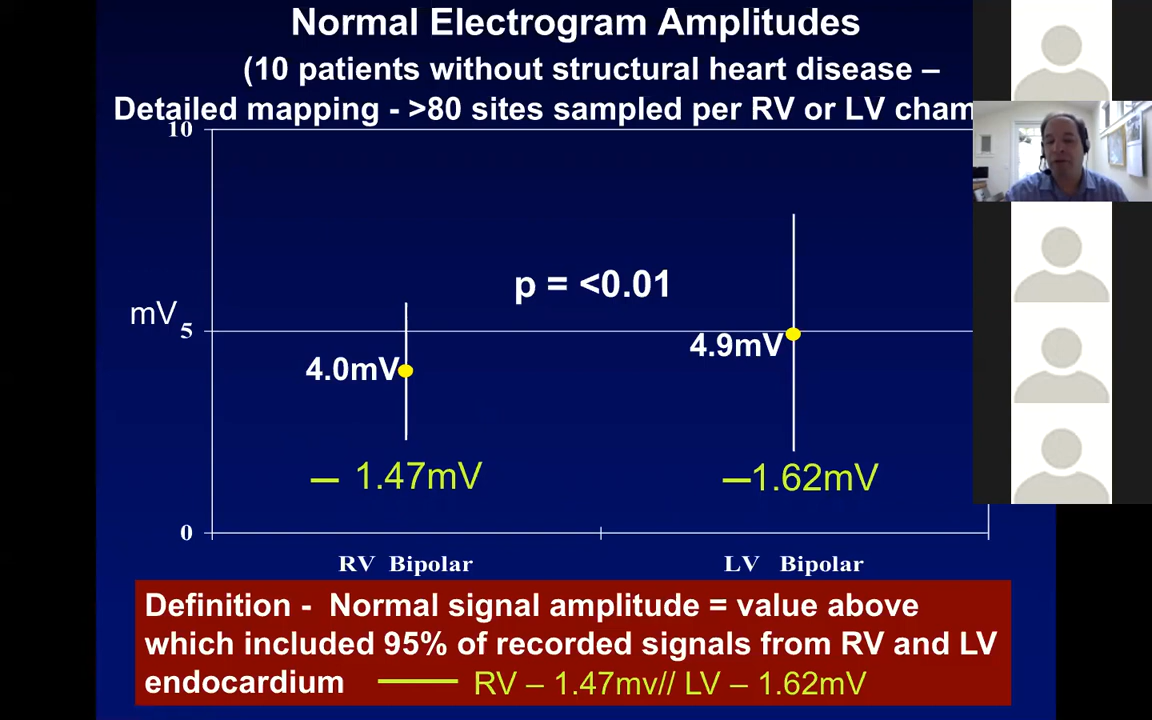 Normal Electrogram Amplitudes
(10 patients without structural heart disease –
Detailed mapping - >80 sites sampled per RV or LV cham
10
p = <0.01
mV
5
4.0mV
4.9mV
– 1.47mV
–1.62mV
0
RV Bipolar
LV Bipolar
Definition - Normal signal amplitude = value above
which included 95% of recorded signals from RV and LV
endocardium —— RV – 1.47mv// LV – 1.62mV